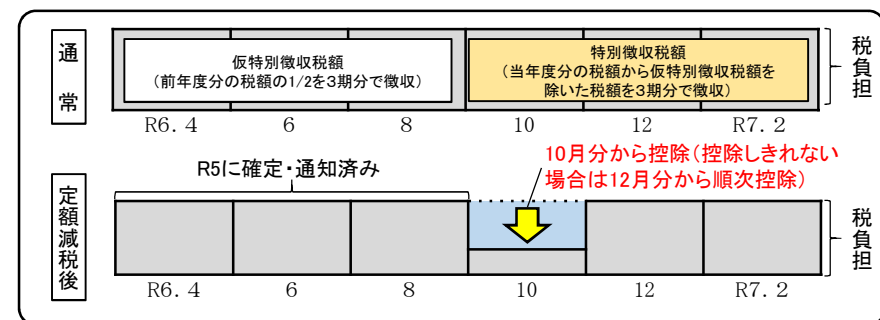 通常
仮特別徴収税額
(前年度分の税額の1/2を3期分で徴収)
特別徴収税額
(当年度分の税額から仮特別徴収税額を
除いた税額を3期分で徴収)
税負担
R6.4 6 8 10 12 R7.2
R5に確定・通知済み
10月分から控除(控除しきれない
場合は12月分から順次控除)
定額減税後
税負担
R6.4 6 8 10 12 R7.2